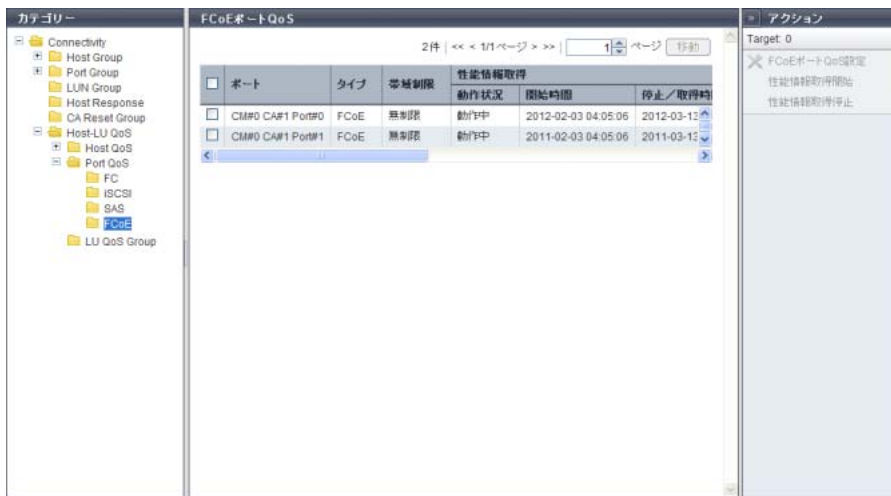 カテゴリー
Connectivity
Host Group
Port Group
LUN Group
Host Response
CA Reset Group
Host-LU QoS
Host QoS
Port QoS
FC
iSCSI
SAS
FCoE
LU QoS Group
FCoEポートQoS
2件 | << < 1/1ページ > >> | 1 ページ 移動
ポート タイプ 帯域制限 性能情報取得
動作状況 開始時間 停止/取得時
CM#0 CA#1 Port#0 FCoE 無制限 動作中 2012-02-03 04:05:06 2012-03-13
CM#0 CA#1 Port#1 FCoE 無制限 動作中 2011-02-03 04:05:06 2011-03-13
アクション
Target: 0
FCoEポートQoS設定
性能情報取得開始
性能情報取得停止